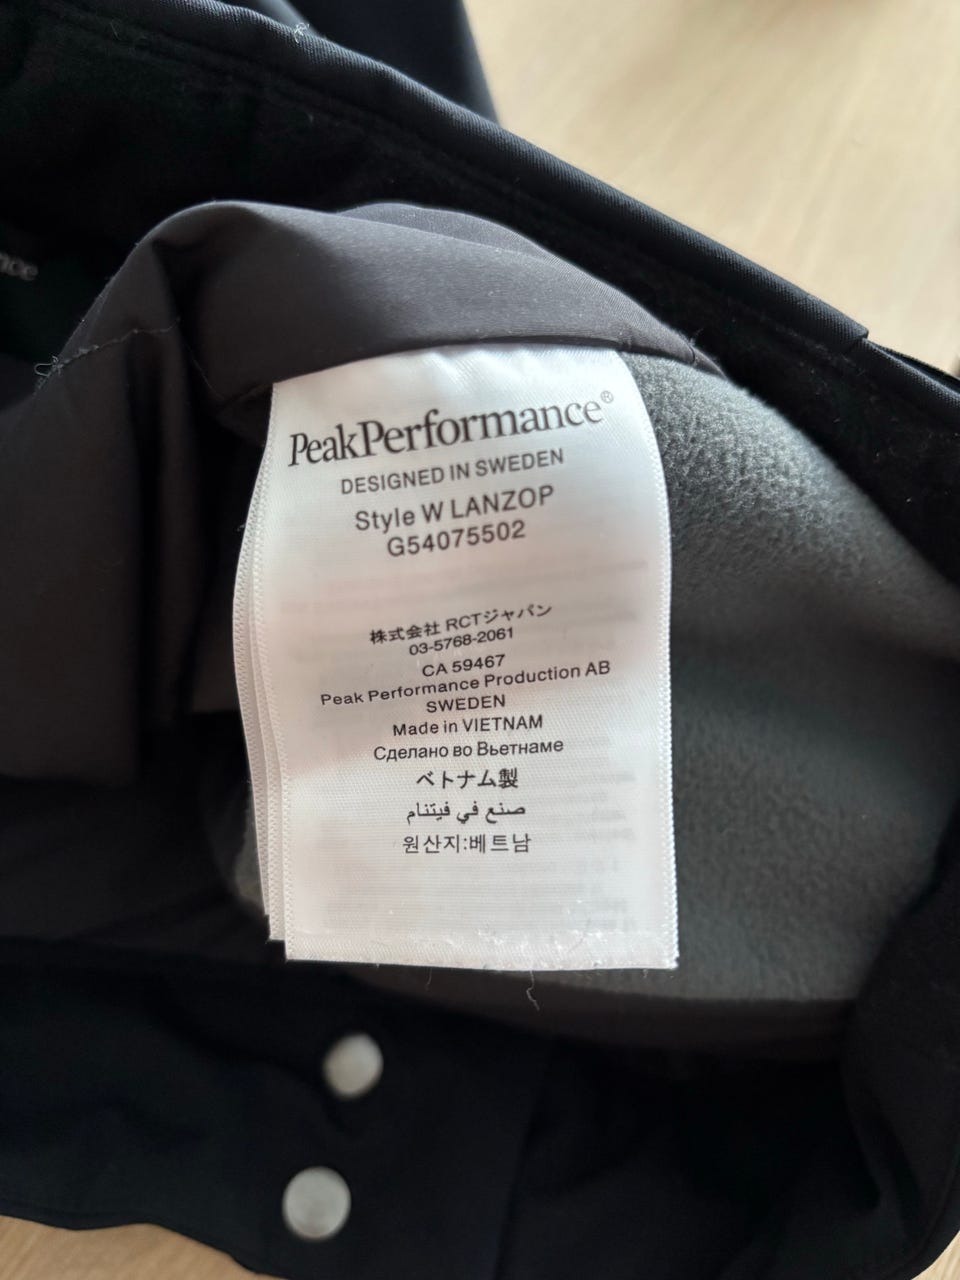 PeakPerformance®
DESIGNED IN SWEDEN
Style W LANZOP
G54075502
株式会社 RCTジャパン
03-5768-2061
CA 59467
Peak Performance Production AB
SWEDEN
Made in VIETNAM
Сделано во Вьетнаме
ベトナム製
صنع في فيتنام
원산지:베트남